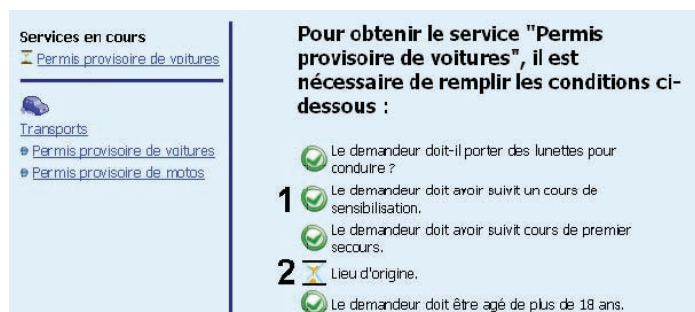 Services en cours
Permis provisoire de voitures
Transports
Permis provisoire de voitures
Permis provisoire de motos
Pour obtenir le service "Permis
provisoire de voitures", il est
nécessaire de remplir les conditions ci-
dessous :
Le demandeur doit-il porter des lunettes pour
conduire ?
1 Le demandeur doit avoir suivit un cours de
sensibilisation.
Le demandeur doit avoir suivit cours de premier
secours.
2 Lieu d'origine.
Le demandeur doit être agé de plus de 18 ans.